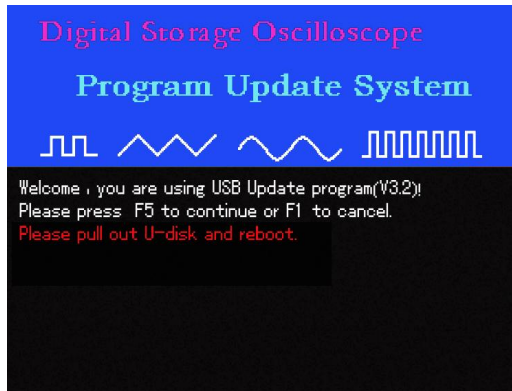 Digital Storage Oscilloscope
Program Update System
Welcome , you are using USB Update program(V3.2)!
Please press F5 to continue or F1 to cancel.
Please pull out U-disk and reboot.